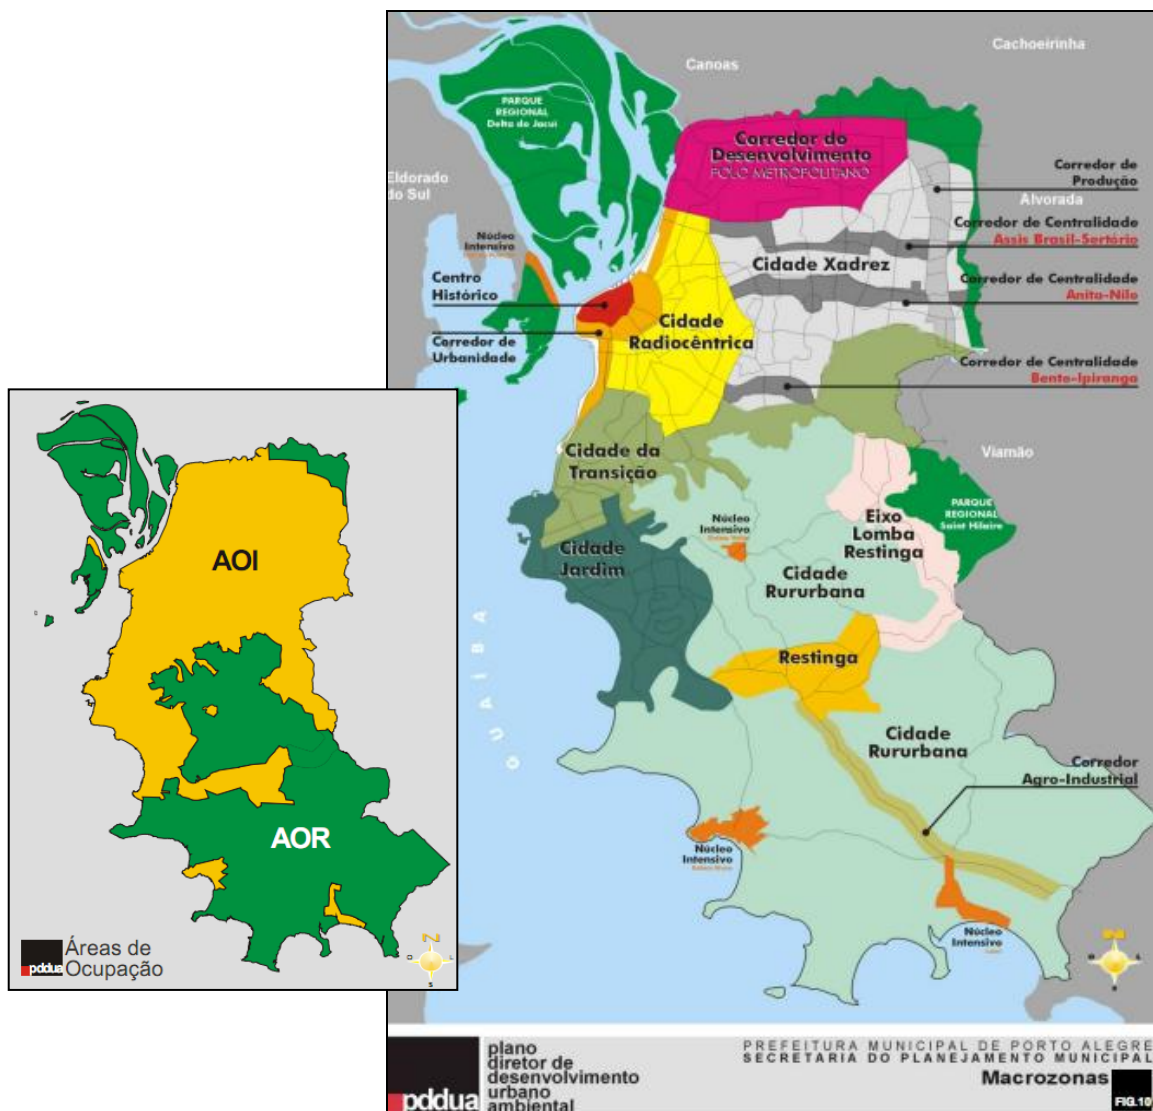 Cachoeirinha
Canoas
PARQUE
REGIONAL
Delta do Jacuí
Corredor do
Desenvolvimento
POLO METROPOLITANO
Corredor de
Produção
Alvorada
Eldorado
do Sul
Corredor de Centralidade
Assis Brasil-Sertório
Núcleo
Intensivo
Cidade Xadrez
Centro
Histórico
Corredor de Centralidade
Anita-Nilo
Cidade
Radiocêntrica
Corredor de
Urbanidade
Corredor de Centralidade
Bento-Ipiranga
Cidade da
Transição
Viamão
PARQUE
REGIONAL
Saint Hilaire
Núcleo
Intensivo
Eixo
Lomba
Restinga
Cidade
Jardim
Cidade
Rururbana
GUAÍBA
Restinga
Cidade
Rururbana
Corredor
Agro-Industrial
Núcleo
Intensivo
Núcleo
Intensivo
plano
diretor de
desenvolvimento
urbano
ambiental
pddua
PREFEITURA MUNICIPAL DE PORTO ALEGRE
SECRETARIA DO PLANEJAMENTO MUNICIPAL
Macrozonas
FIG.10
AOI
AOR
pddua
Áreas de
Ocupação
N
O
L
S